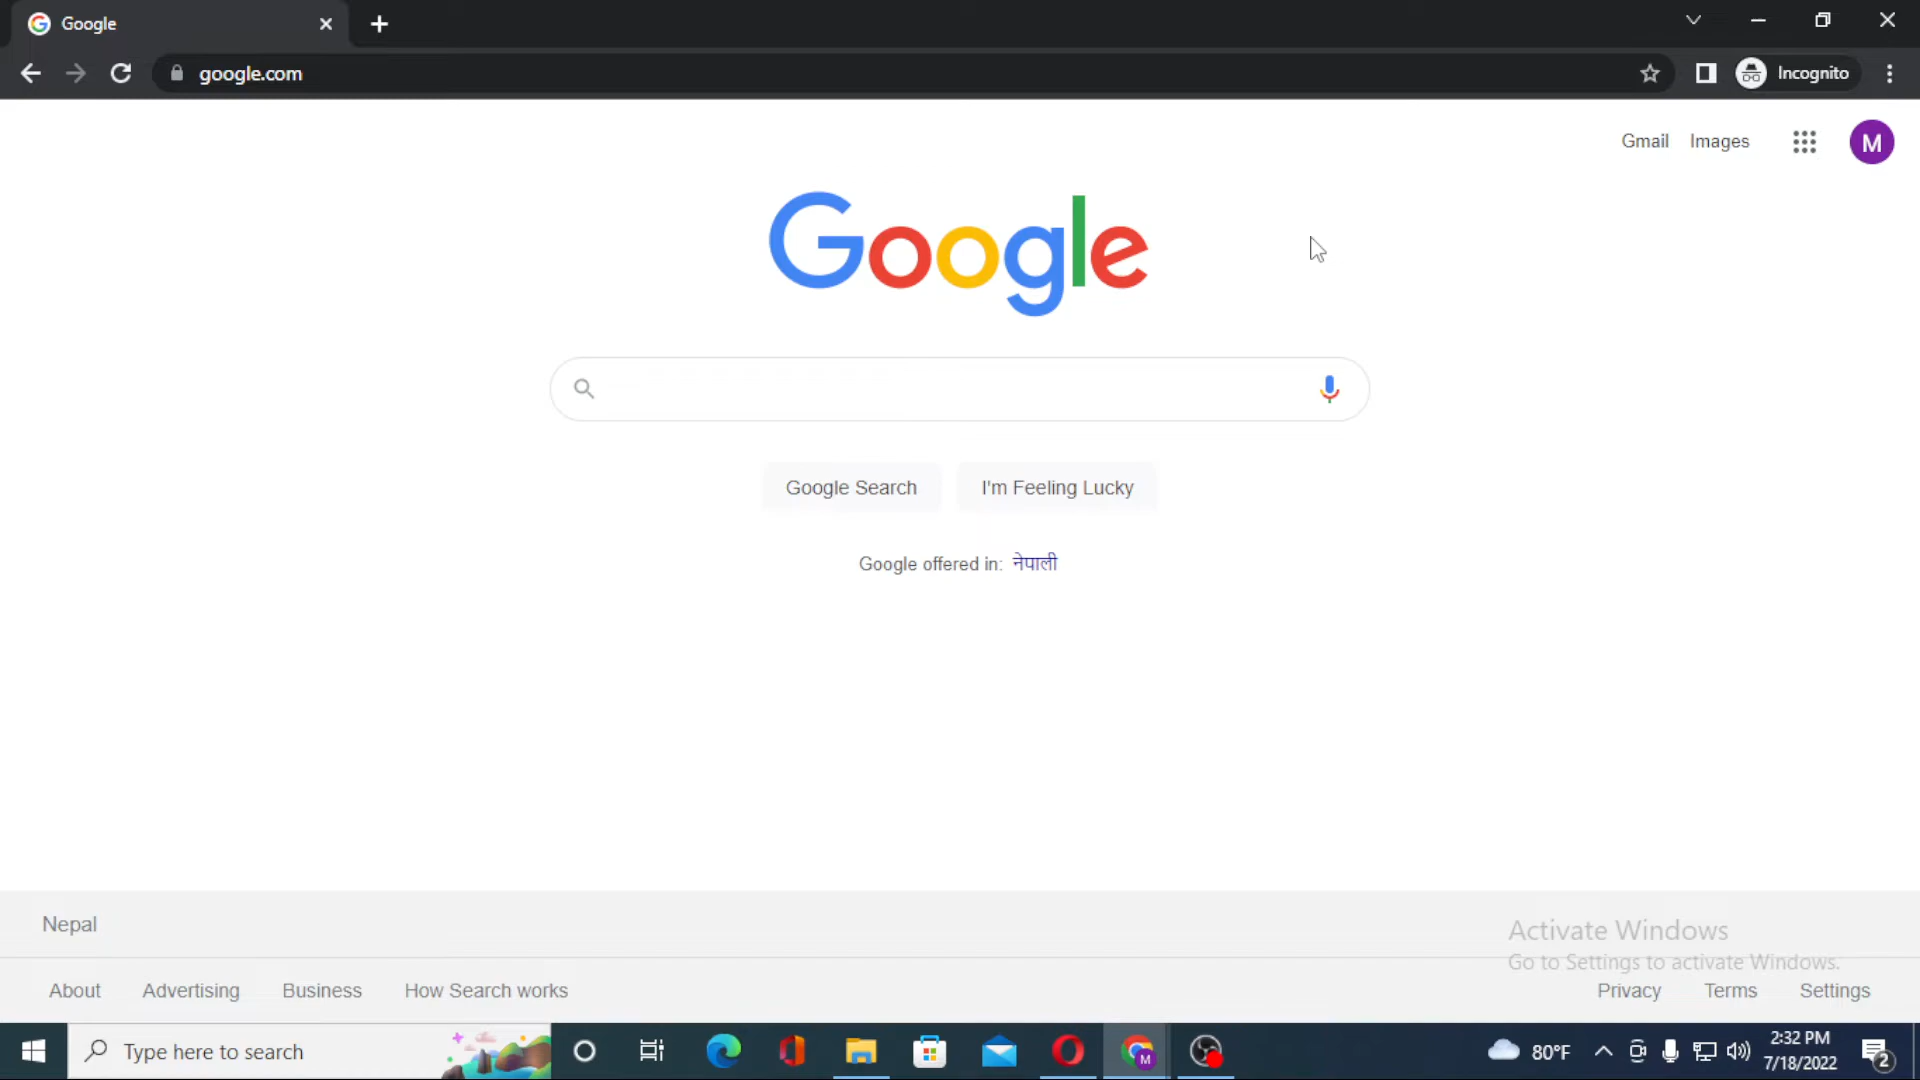 Google
google.com
Incognito
Gmail Images
M
Google
Google Search I'm Feeling Lucky
Google offered in: नेपाली
Nepal
Activate Windows
Go to Settings to activate Windows.
About Advertising Business How Search works
Privacy Terms Settings
Type here to search
M
80°F
2:32 PM
7/18/2022
2